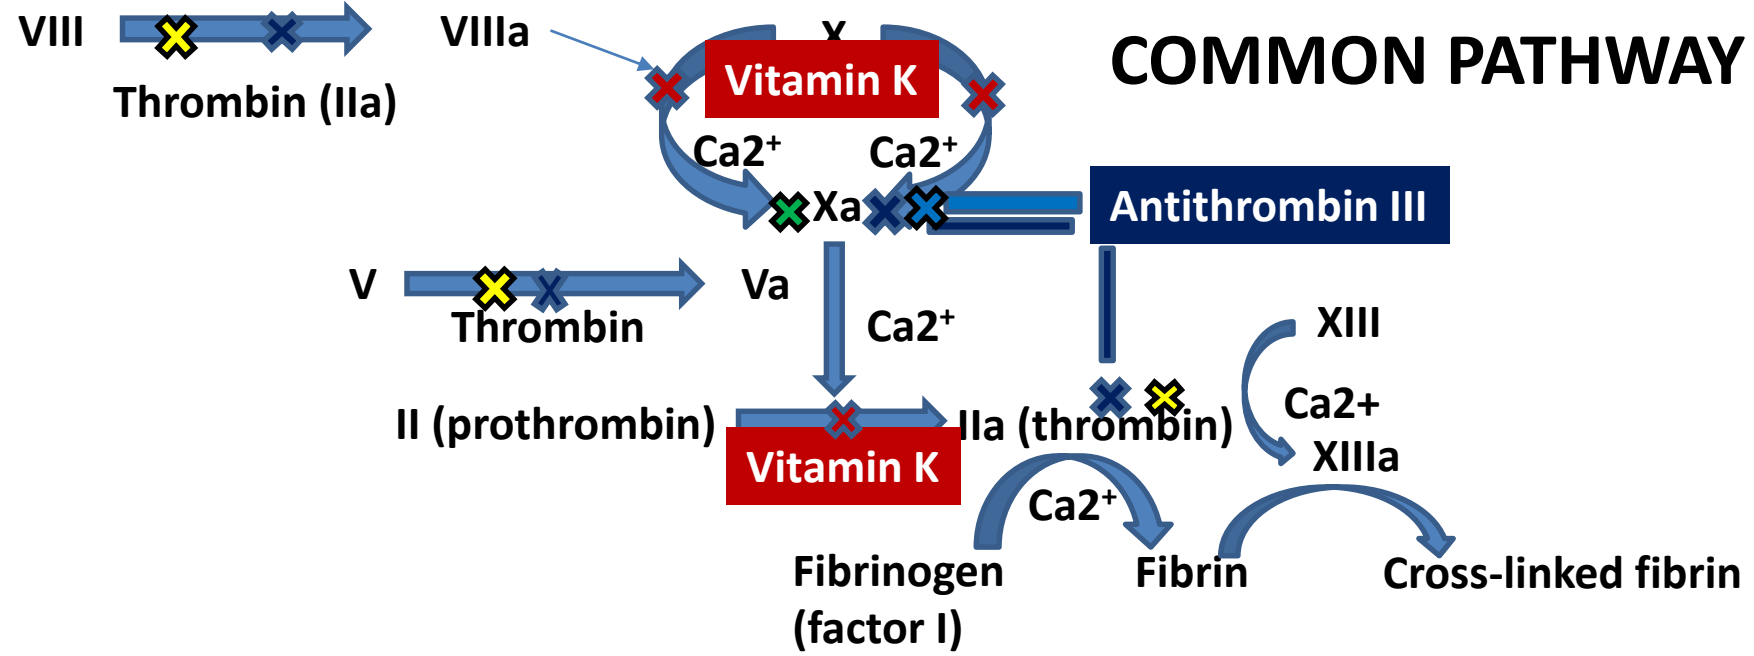 VIII
VIIIa
X
COMMON PATHWAY
Thrombin (IIa)
Vitamin K
Ca2⁺
Ca2⁺
Xa
Antithrombin III
V
Va
Thrombin
Ca2⁺
XIII
Ca2+
XIIIa
II (prothrombin)
IIa (thrombin)
Vitamin K
Ca2⁺
Fibrinogen
(factor I)
Fibrin
Cross-linked fibrin